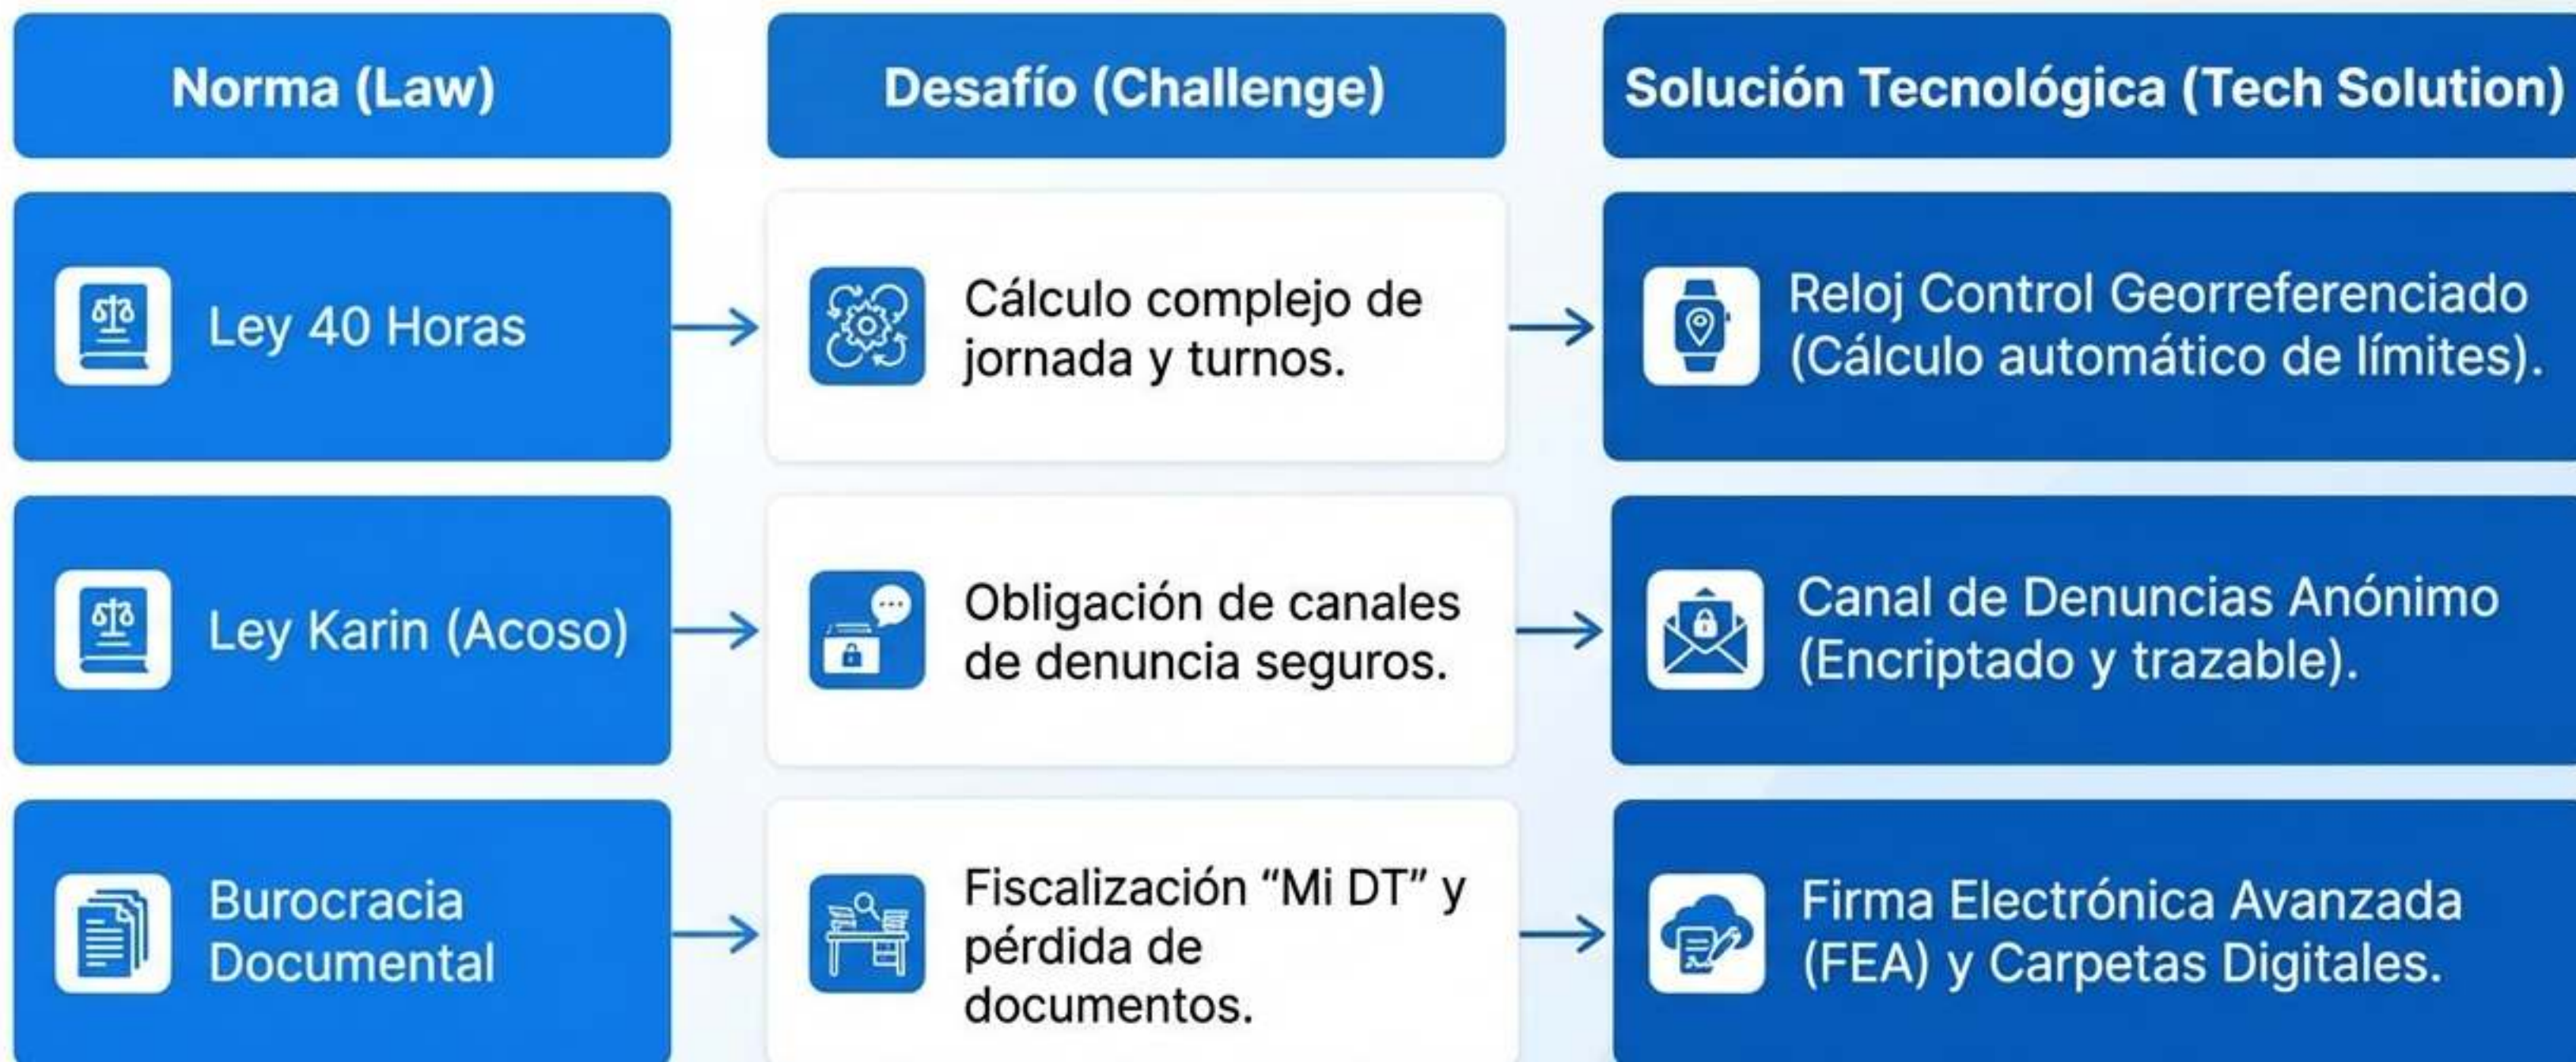 Norma (Law)
Desafío (Challenge)
Solución Tecnológica (Tech Solution)
Ley 40 Horas
Cálculo complejo de
jornada y turnos.
Reloj Control Georreferenciado
(Cálculo automático de límites).
Ley Karin (Acoso)
Obligación de canales
de denuncia seguros.
Canal de Denuncias Anónimo
(Encriptado y trazable).
Burocracia
Documental
Fiscalización “Mi DT” y
pérdida de
documentos.
Firma Electrónica Avanzada
(FEA) y Carpetas Digitales.